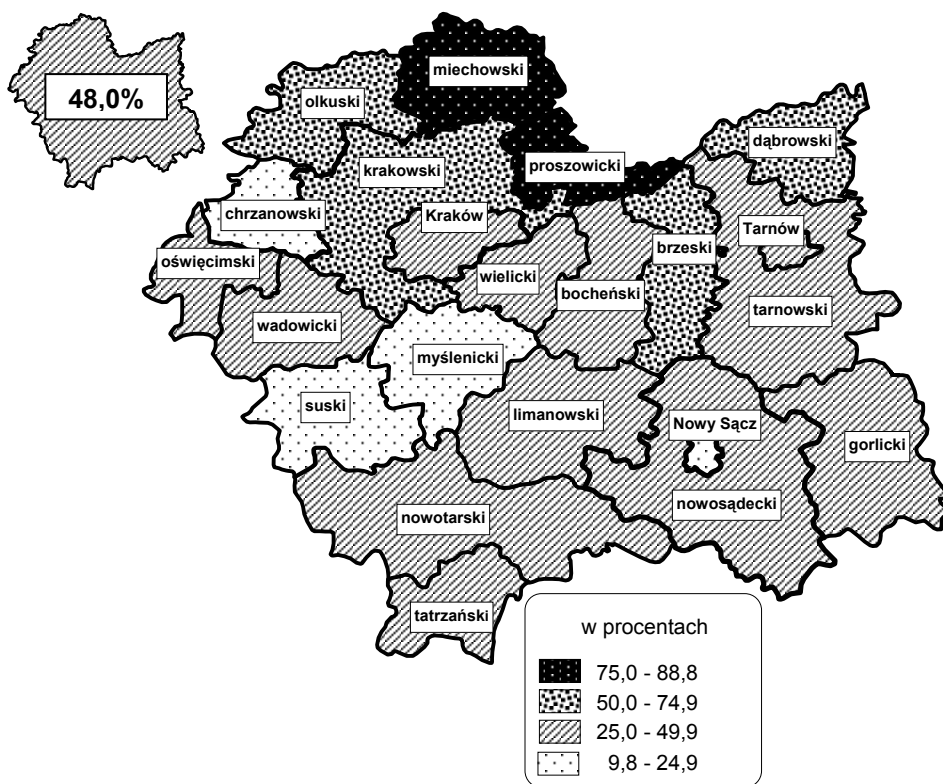 48,0%
miechowski
olkuski
dąbrowski
krakowski
proszowicki
chrzanowski
Kraków
Tarnów
oświęcimski
wielicki
brzeski
bocheński
wadowicki
tarnowski
myślenicki
suski
limanowski
Nowy Sącz
gorlicki
nowosądecki
nowotarski
tatrzański
w procentach
75,0 - 88,8
50,0 - 74,9
25,0 - 49,9
9,8 - 24,9